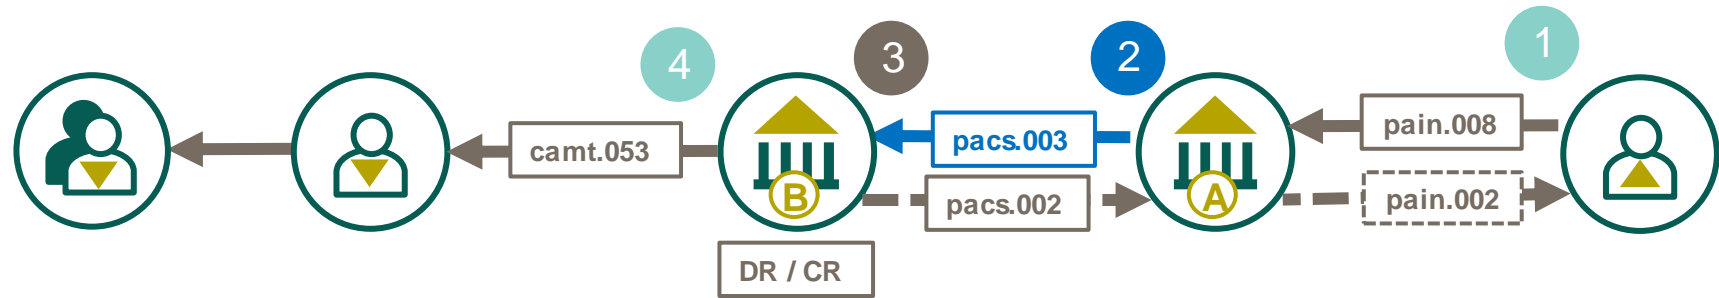 4
3
2
1
camt.053
pacs.003
pain.008
B
pacs.002
A
pain.002
DR / CR